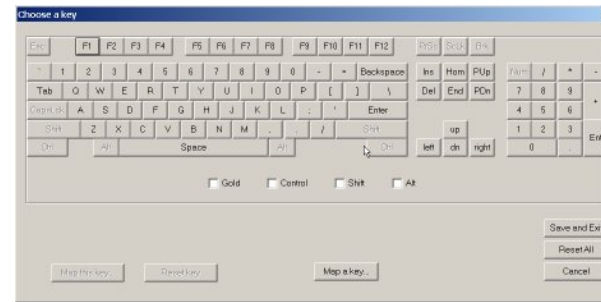 Choose a key
Esc F1 F2 F3 F4 F5 F6 F7 F8 F9 F10 F11 F12 PrtSc ScLk Brk
` 1 2 3 4 5 6 7 8 9 0 - = Backspace Ins Hom PUp Num / * -
Tab Q W E R T Y U I O P [ ] \ Del End PDn 7 8 9 +
CapsLck A S D F G H J K L ; ' Enter 4 5 6
Shift Z X C V B N M , . / Shift up 1 2 3 Ent
Ctrl Alt Space Alt Ctrl left dn right 0 .
Gold Control Shift Alt
Save and Exi
Reset All
Map this key... Reset key Map a key... Cancel